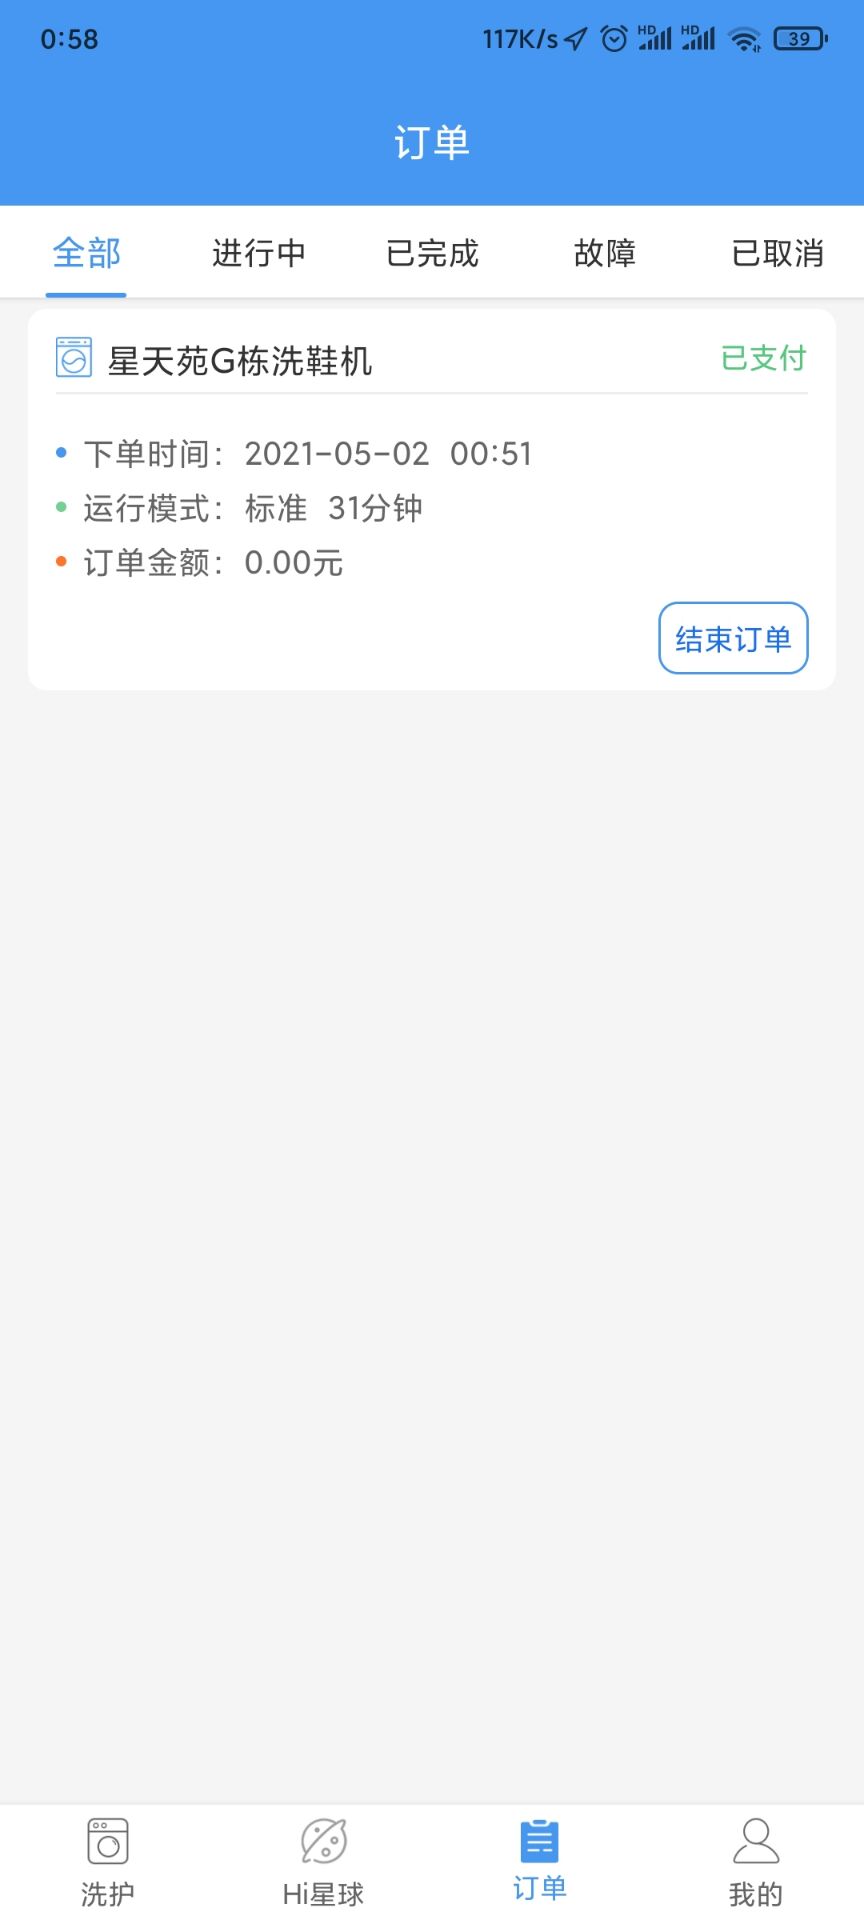 0:58 117K/s HD HD 39
订单
全部 进行中 已完成 故障 已取消
星天苑G栋洗鞋机 已支付
下单时间: 2021-05-02 00:51
运行模式: 标准 31分钟
订单金额: 0.00元
结束订单
洗护 Hi星球 订单 我的